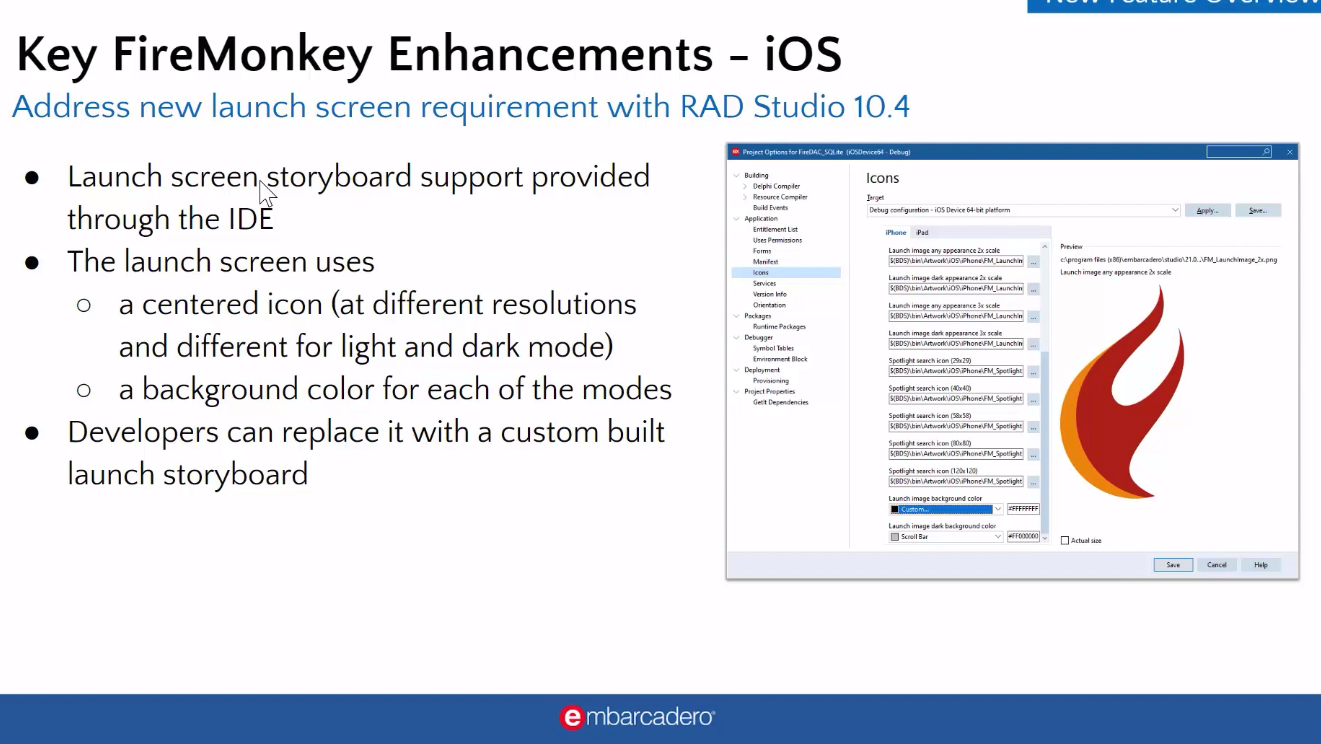 New Feature Overview
Key FireMonkey Enhancements – iOS
Address new launch screen requirement with RAD Studio 10.4
● Launch screen storyboard support provided
through the IDE
● The launch screen uses
○ a centered icon (at different resolutions
and different for light and dark mode)
○ a background color for each of the modes
● Developers can replace it with a custom built
launch storyboard
Project Options for FireDAC_SQLite (iOSDevice64 - Debug)
Building
Delphi Compiler
Resource Compiler
Build Events
Application
Entitlement List
Uses Permissions
Forms
Manifest
Icons
Services
Version Info
Orientation
Packages
Runtime Packages
Debugger
Symbol Tables
Environment Block
Deployment
Provisioning
Project Properties
GetIt Dependencies
Icons
Target
Debug configuration - iOS Device 64-bit platform
Apply...
Save...
iPhone
iPad
Launch image any appearance 2x scale
$(BDS)\bin\Artwork\iOS\iPhone\FM_LaunchIm
...
Launch image dark appearance 2x scale
$(BDS)\bin\Artwork\iOS\iPhone\FM_LaunchIm
...
Launch image any appearance 3x scale
$(BDS)\bin\Artwork\iOS\iPhone\FM_LaunchIm
...
Launch image dark appearance 3x scale
$(BDS)\bin\Artwork\iOS\iPhone\FM_LaunchIm
...
Spotlight search icon (29x29)
$(BDS)\bin\Artwork\iOS\iPhone\FM_Spotlight
...
Spotlight search icon (40x40)
$(BDS)\bin\Artwork\iOS\iPhone\FM_Spotlight
...
Spotlight search icon (58x58)
$(BDS)\bin\Artwork\iOS\iPhone\FM_Spotlight
...
Spotlight search icon (80x80)
$(BDS)\bin\Artwork\iOS\iPhone\FM_Spotlight
...
Spotlight search icon (120x120)
$(BDS)\bin\Artwork\iOS\iPhone\FM_Spotlight
...
Launch image background color
Custom...
#FFFFFFFF
Launch image dark background color
Scroll Bar
#FF000000
Preview
c:\program files (x86)\embarcadero\studio\21.0...\FM_LaunchImage_2x.png
Launch image any appearance 2x scale
Actual size
Save
Cancel
Help
embarcadero®